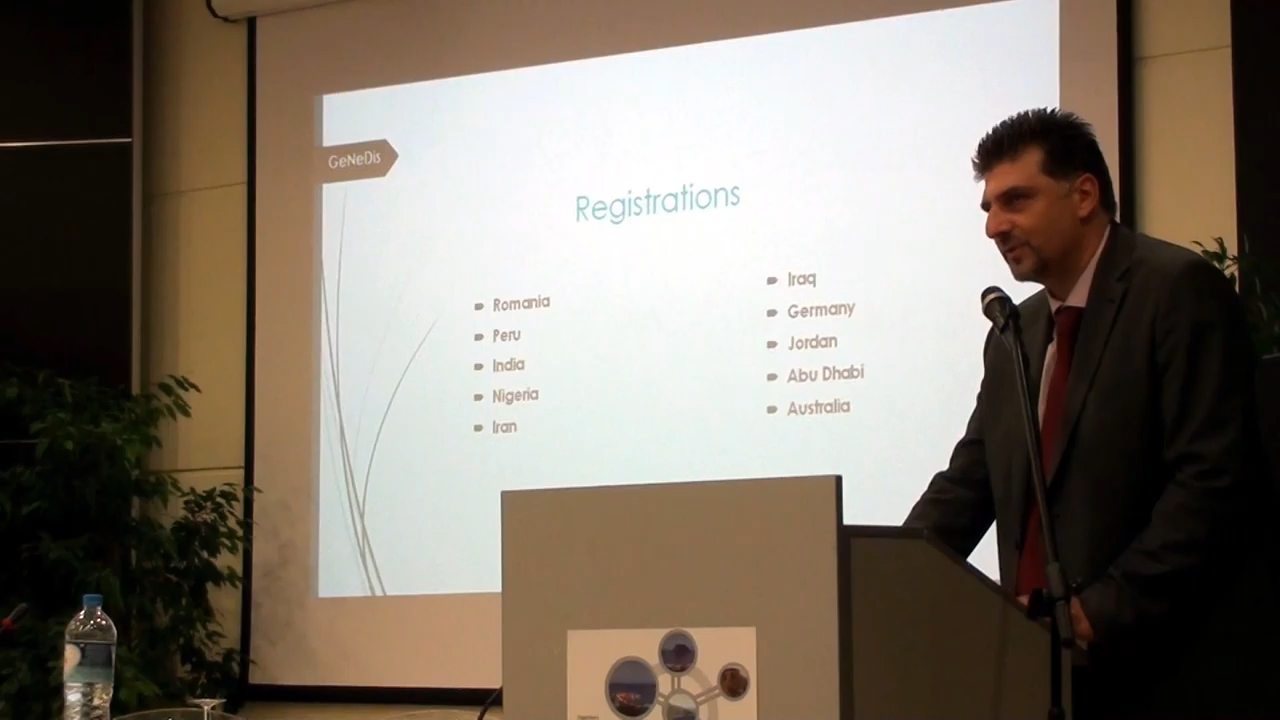 GeNeDis
Registrations
Romania
Peru
India
Nigeria
Iran
Iraq
Germany
Jordan
Abu Dhabi
Australia